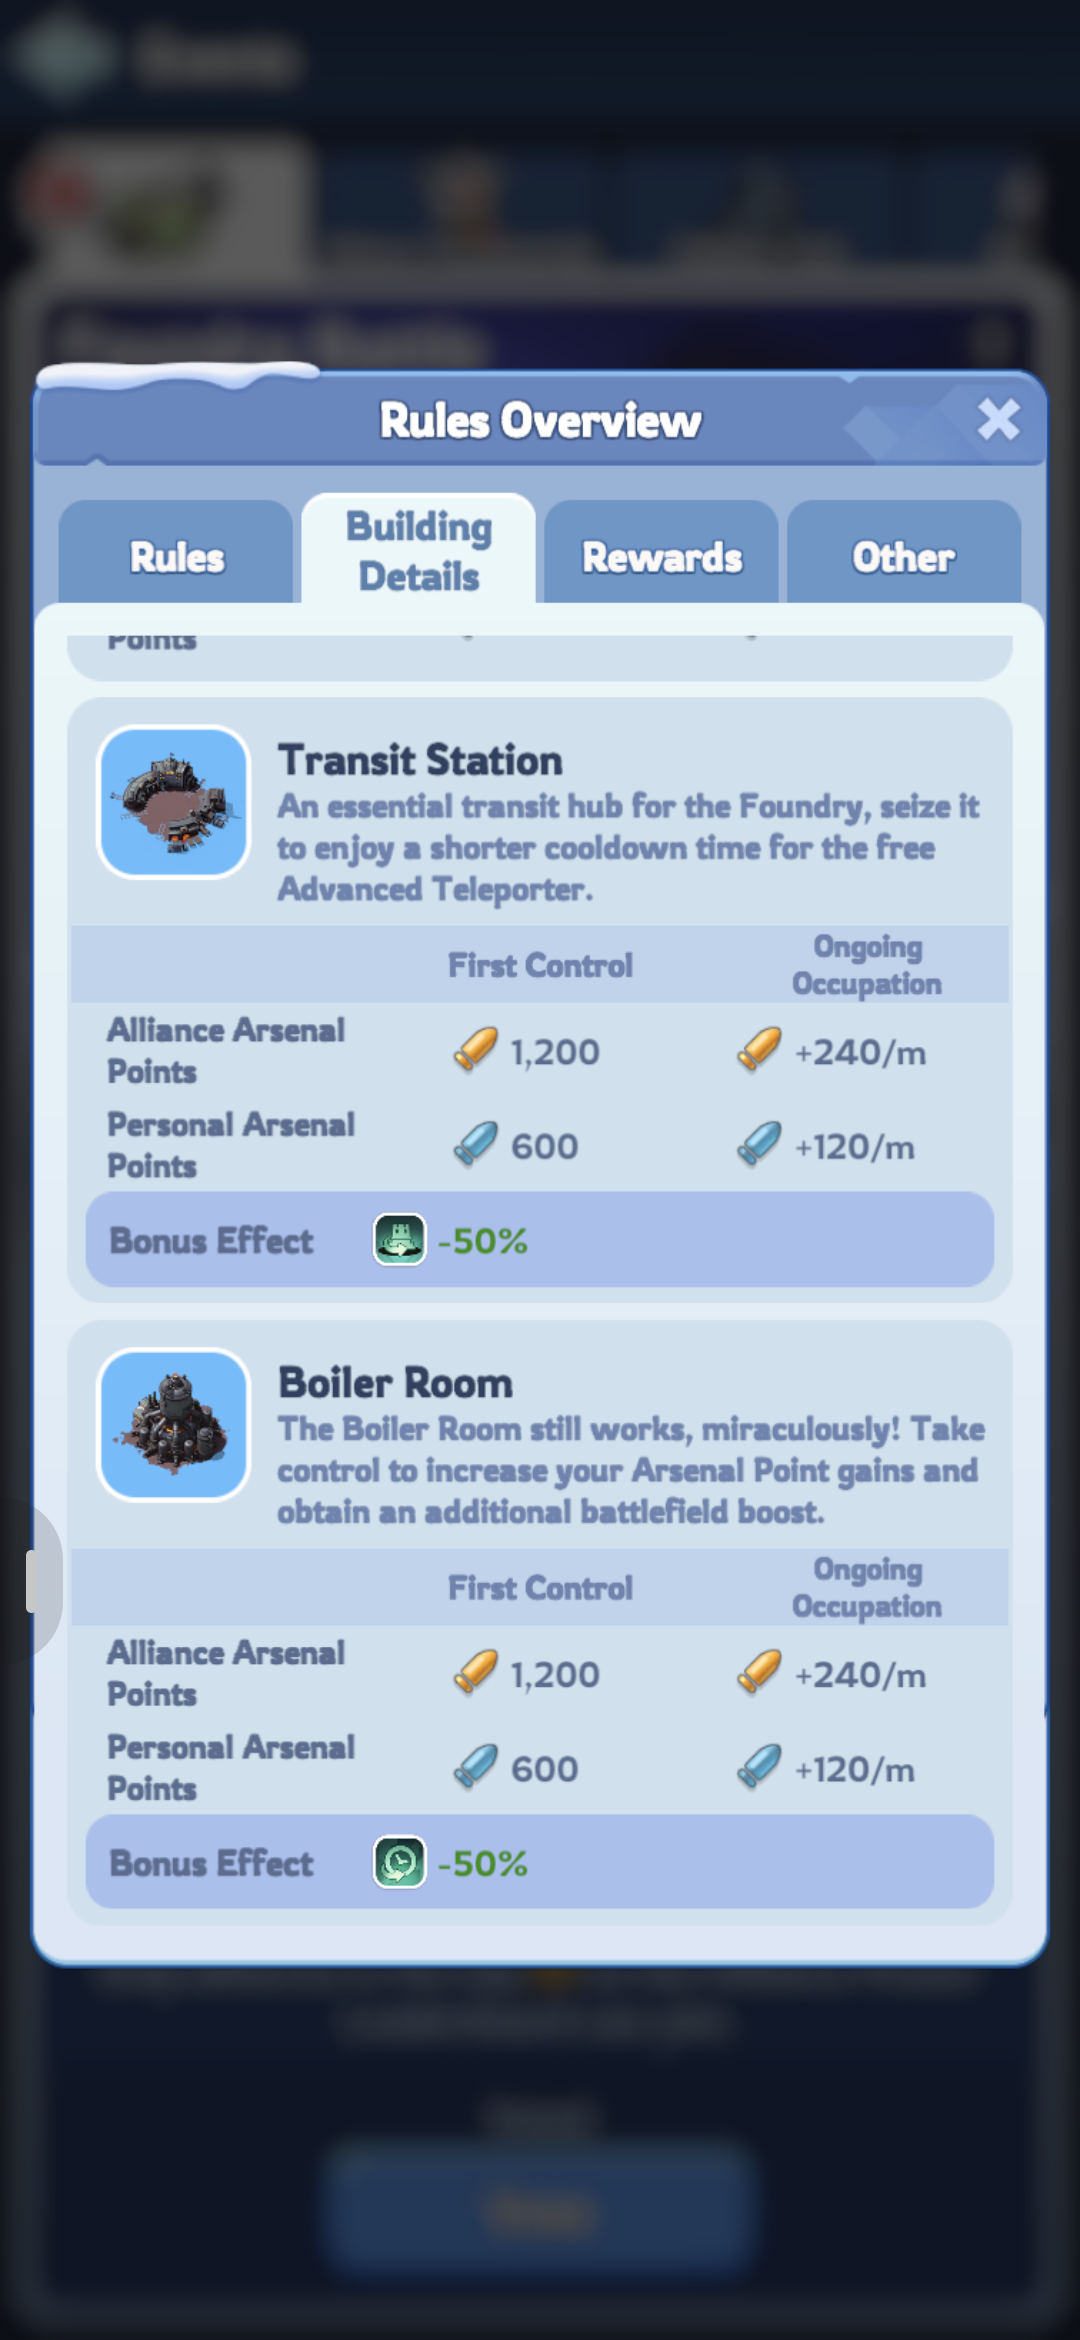 Rules Overview
Rules
Building
Details
Rewards
Other
Points
Transit Station
An essential transit hub for the Foundry, seize it
to enjoy a shorter cooldown time for the free
Advanced Teleporter.
First Control
Ongoing
Occupation
Alliance Arsenal
Points
1,200
+240/m
Personal Arsenal
Points
600
+120/m
Bonus Effect
-50%
Boiler Room
The Boiler Room still works, miraculously! Take
control to increase your Arsenal Point gains and
obtain an additional battlefield boost.
First Control
Ongoing
Occupation
Alliance Arsenal
Points
1,200
+240/m
Personal Arsenal
Points
600
+120/m
Bonus Effect
-50%